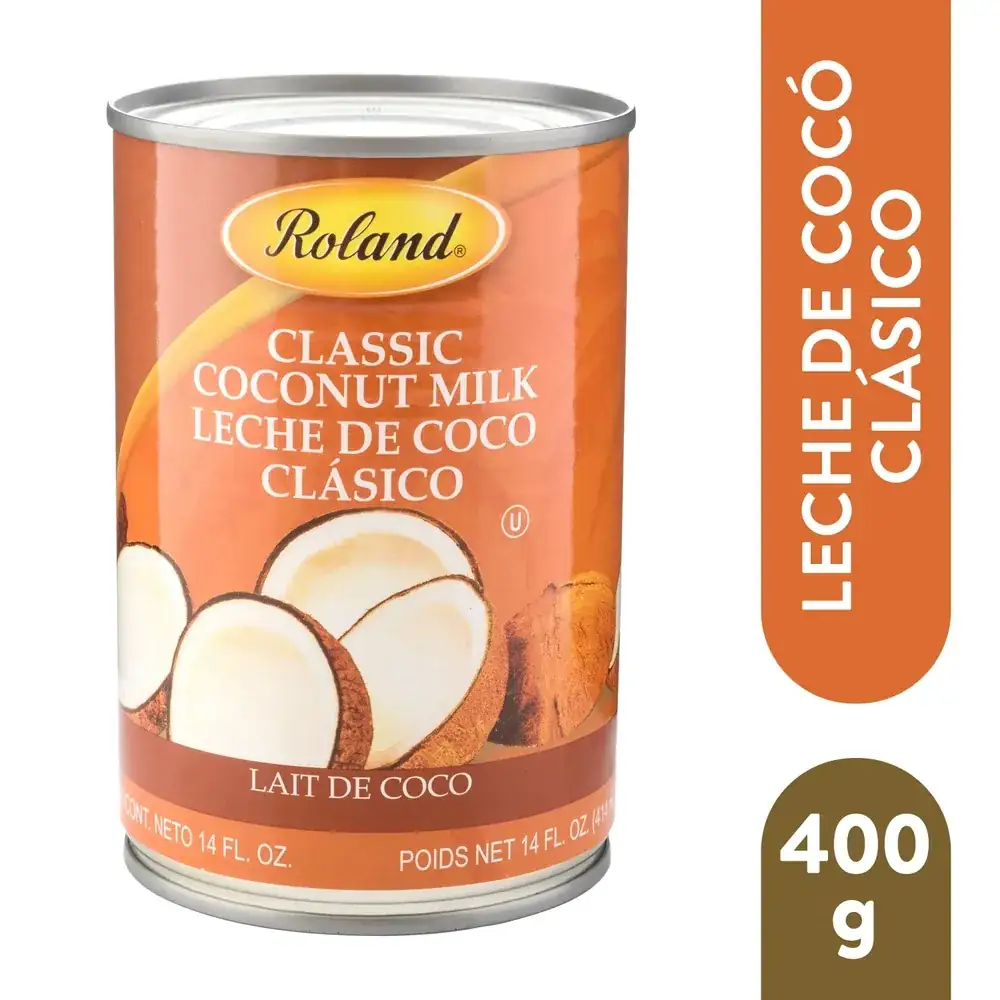 Roland®
CLASSIC
COCONUT MILK
LECHE DE COCO
CLÁSICO
U
LAIT DE COCO
CONT. NETO 14 FL. OZ.
POIDS NET 14 FL. OZ. (414
LECHE DE COCÓ
CLÁSICO
400
g